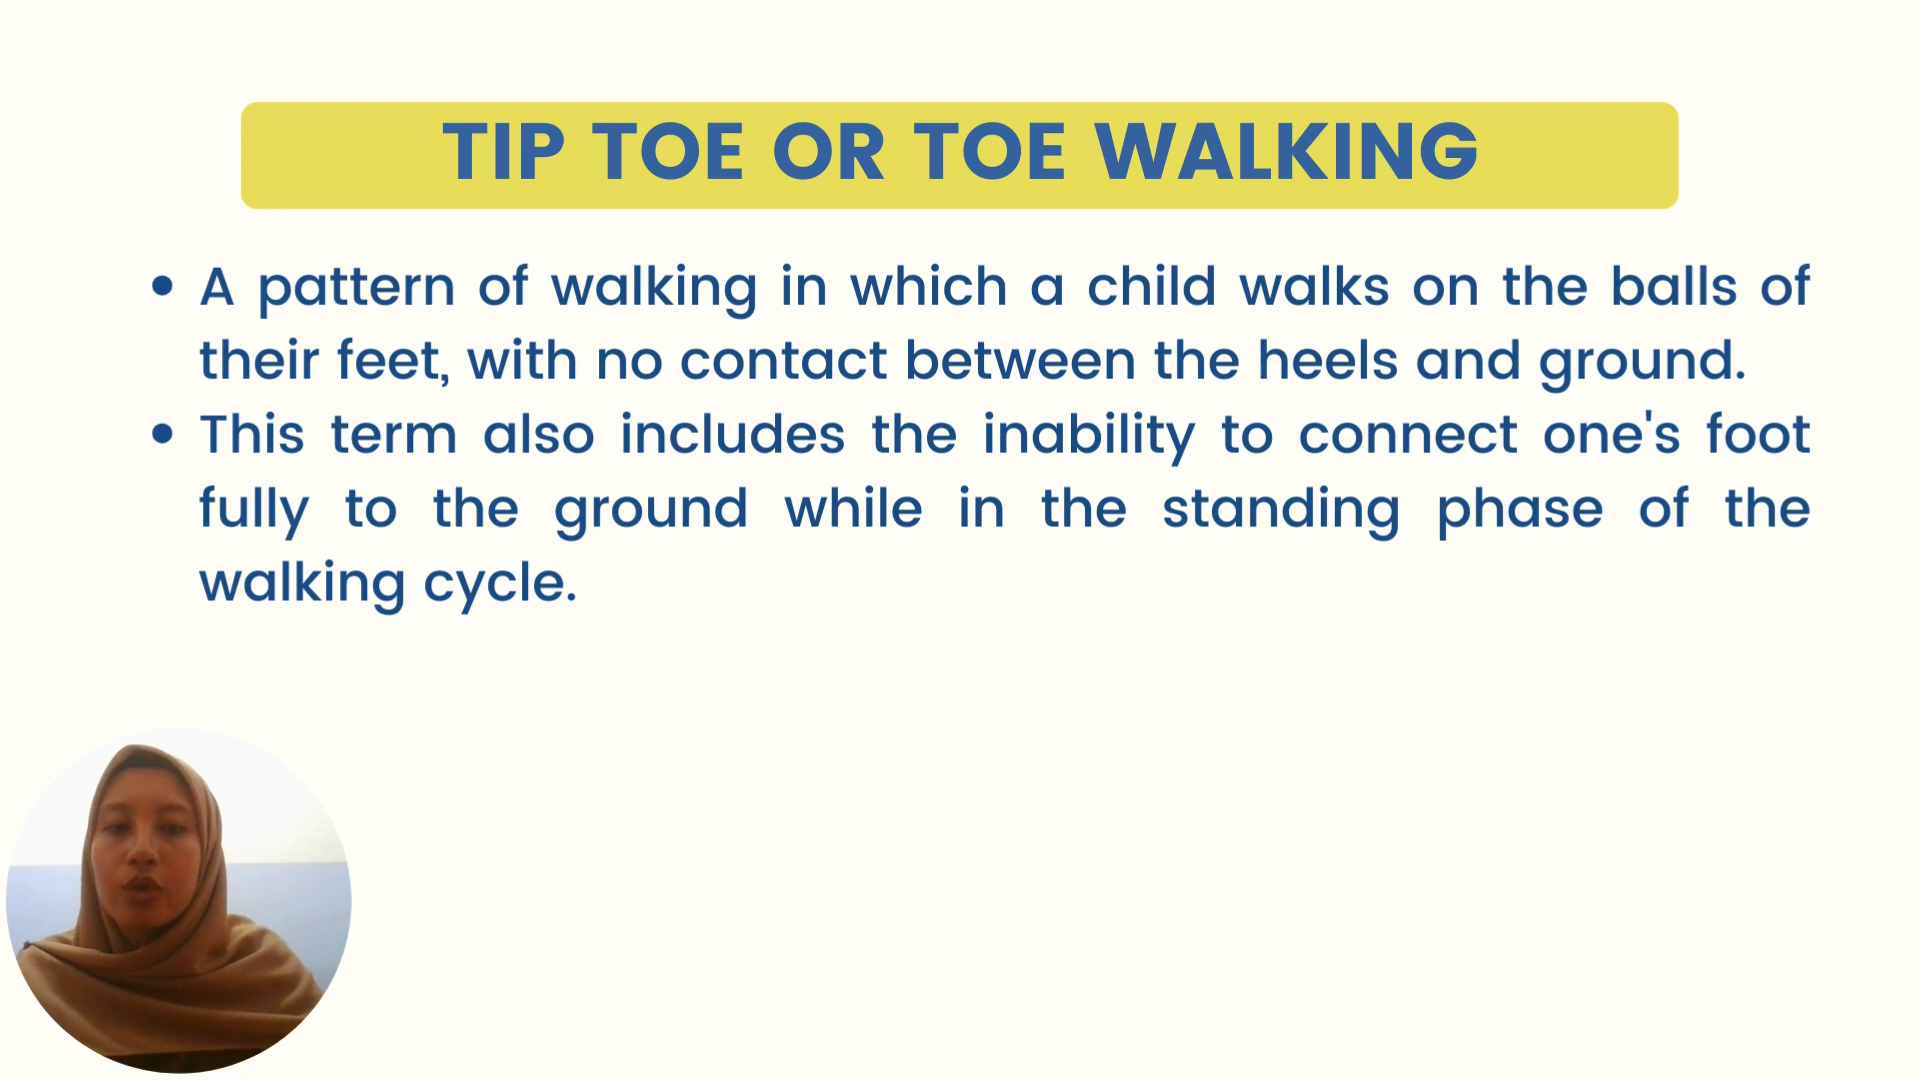 TIP TOE OR TOE WALKING
• A pattern of walking in which a child walks on the balls of
their feet, with no contact between the heels and ground.
• This term also includes the inability to connect one's foot
fully to the ground while in the standing phase of the
walking cycle.